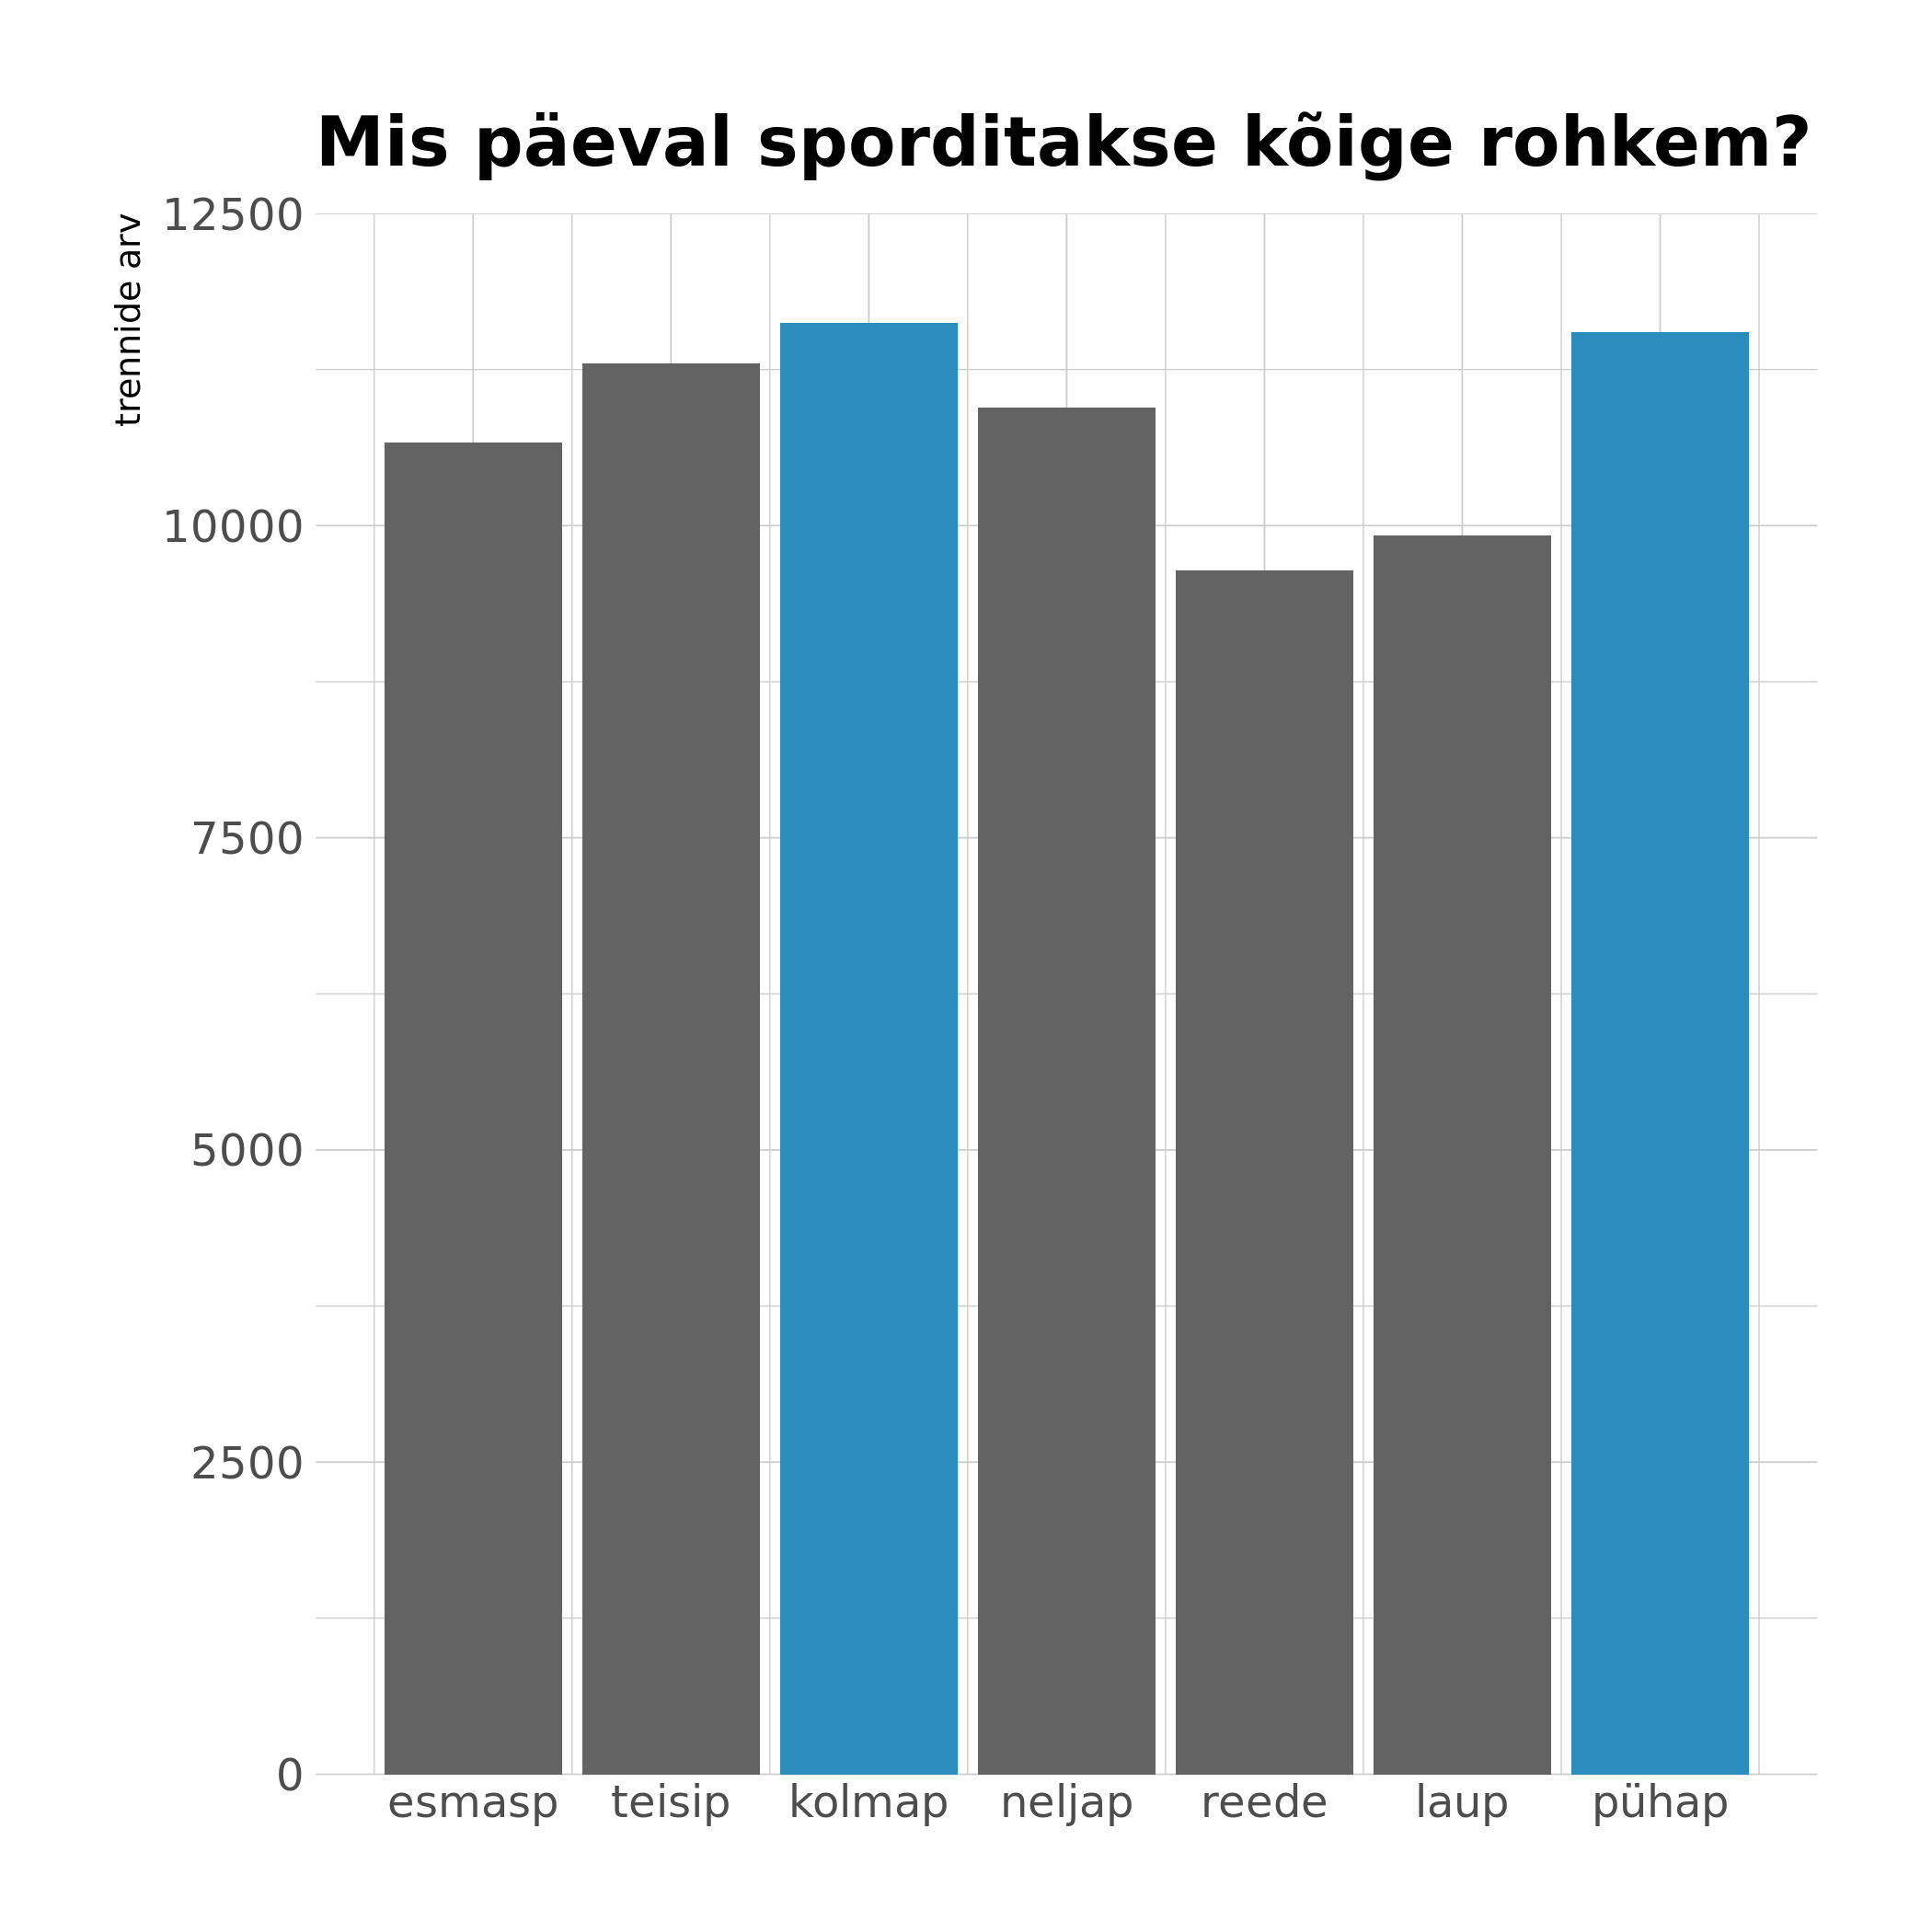 Mis päeval sporditakse kõige rohkem?
trennide arv
12500
10000
7500
5000
2500
0
esmasp teisip kolmap neljap reede laup pühap